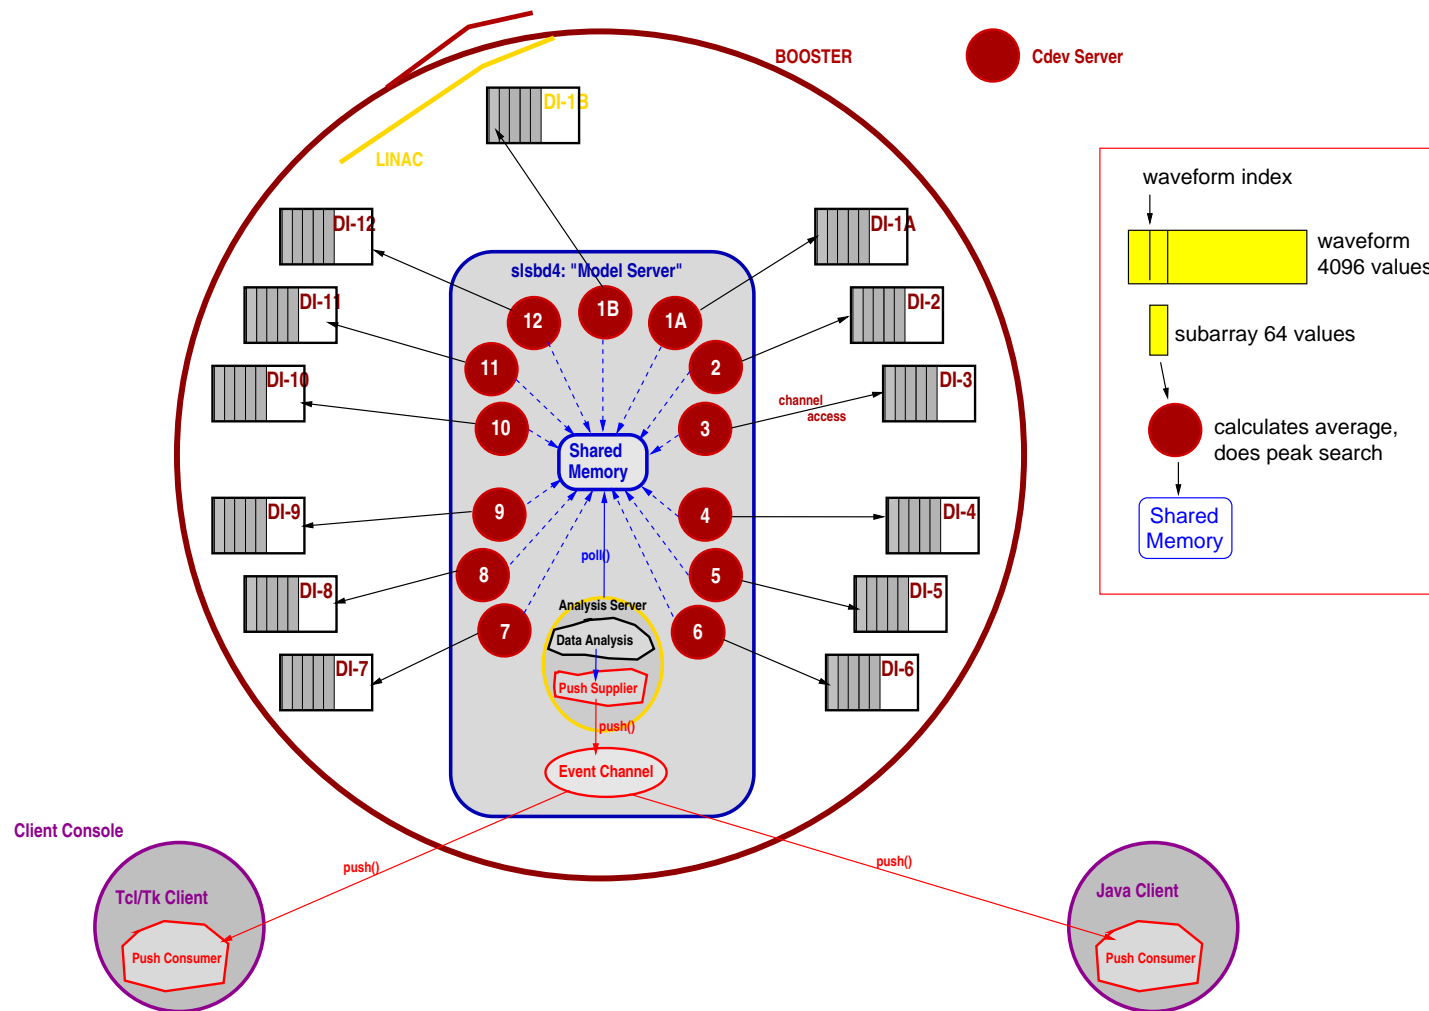 BOOSTER
Cdev Server
DI-1B
LINAC
waveform index
DI-12
DI-1A
waveform
4096 values
slsbd4: "Model Server"
DI-11
DI-2
12
1B
1A
subarray 64 values
11
2
DI-10
DI-3
channel
access
10
3
calculates average,
does peak search
Shared
Memory
DI-9
9
4
DI-4
Shared
Memory
poll()
8
5
DI-8
DI-5
Analysis Server
7
Data Analysis
6
DI-7
DI-6
Push Supplier
push()
Event Channel
Client Console
push()
push()
Tcl/Tk Client
Java Client
Push Consumer
Push Consumer